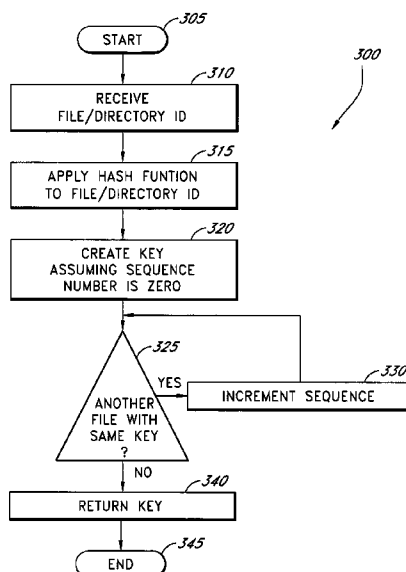 305
START
300
310
RECEIVE
FILE/DIRECTORY ID
315
APPLY HASH FUNTION
TO FILE/DIRECTORY ID
320
CREATE KEY
ASSUMING SEQUENCE
NUMBER IS ZERO
325
330
YES
INCREMENT SEQUENCE
ANOTHER
FILE WITH
SAME KEY
?
NO
340
RETURN KEY
END
345